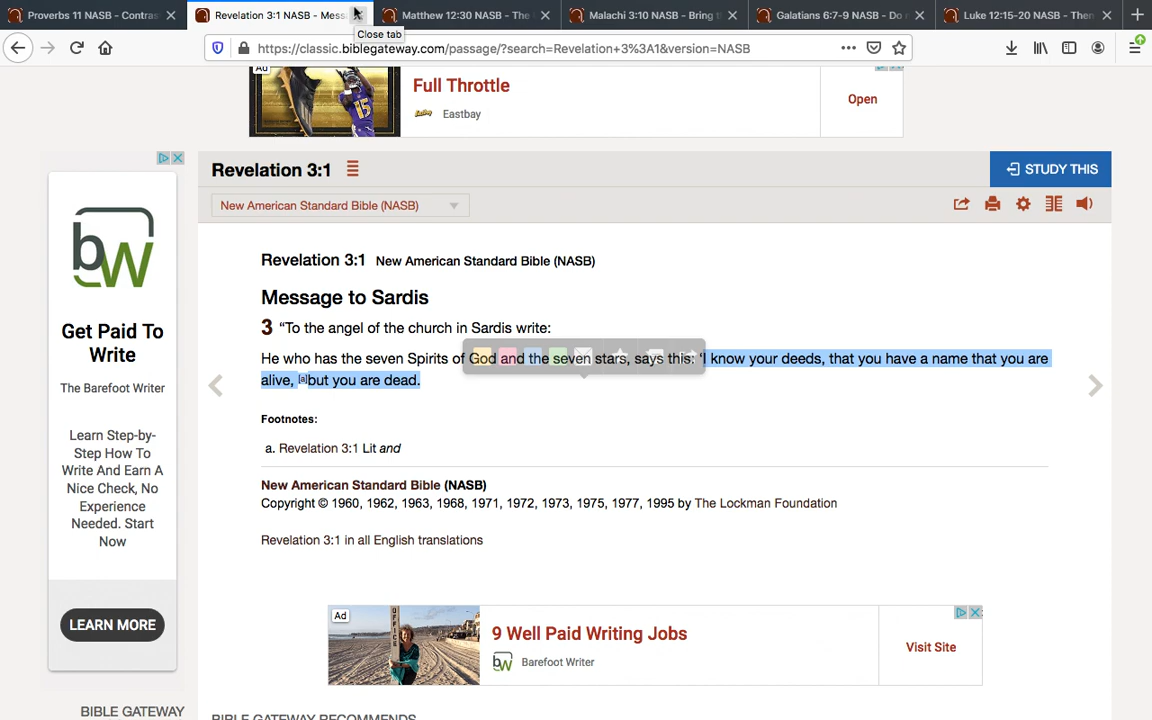 Proverbs 11 NASB - Contras
Revelation 3:1 NASB - Mess
Matthew 12:30 NASB - The
Malachi 3:10 NASB - Bring t
Galatians 6:7-9 NASB - Do
Luke 12:15-20 NASB - Then
Close tab
https://classic.biblegateway.com/passage/?search=Revelation+3%3A1&version=NASB
Ad
Full Throttle
Eastbay
Open
Revelation 3:1
STUDY THIS
New American Standard Bible (NASB)
Revelation 3:1 New American Standard Bible (NASB)
Message to Sardis
3 “To the angel of the church in Sardis write:
He who has the seven Spirits of God and the seven stars, says this: ‘I know your deeds, that you have a name that you are
alive, [a]but you are dead.
Footnotes:
a. Revelation 3:1 Lit and
New American Standard Bible (NASB)
Copyright © 1960, 1962, 1963, 1968, 1971, 1972, 1973, 1975, 1977, 1995 by The Lockman Foundation
Revelation 3:1 in all English translations
bw
Get Paid To
Write
The Barefoot Writer
Learn Step-by-
Step How To
Write And Earn A
Nice Check, No
Experience
Needed. Start
Now
LEARN MORE
Ad
OFFICE
9 Well Paid Writing Jobs
bw
Barefoot Writer
Visit Site
BIBLE GATEWAY
BIBLE GATEWAY RECOMMENDS